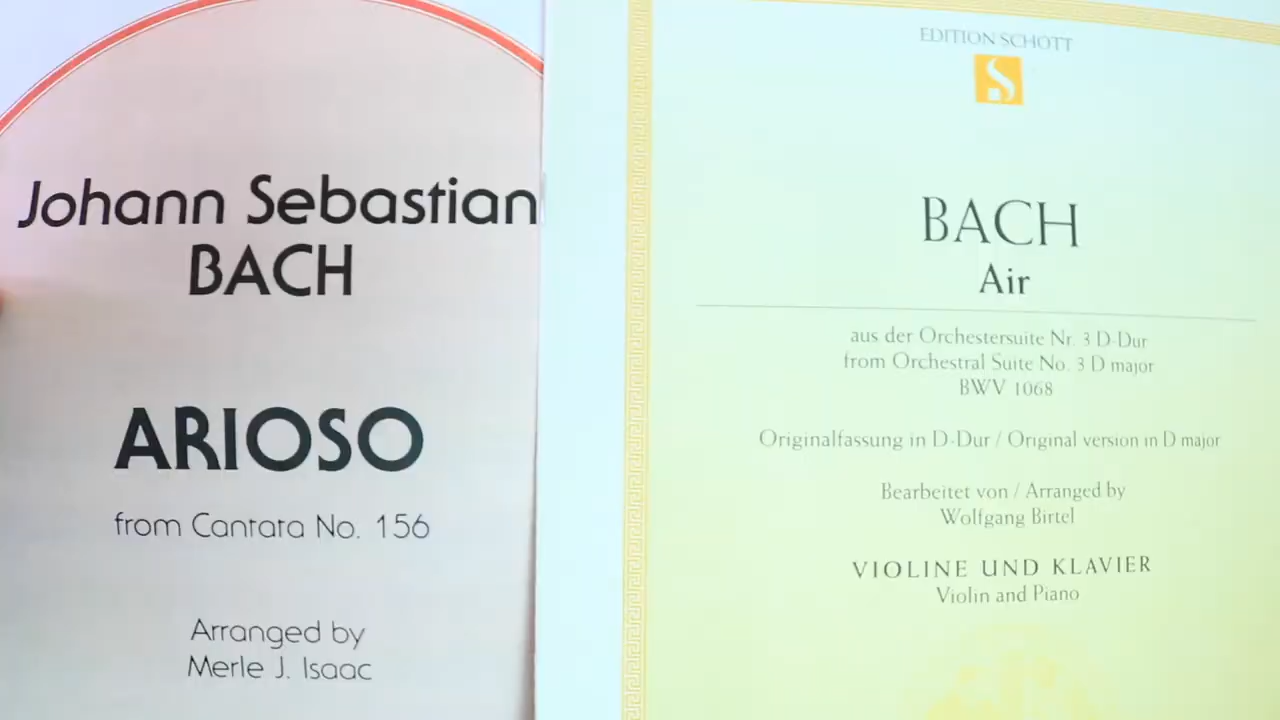 Johann Sebastian
BACH
ARIOSO
from Cantata No. 156
Arranged by
Merle J. Isaac
EDITION SCHOTT
S
BACH
Air
aus der Orchestersuite Nr. 3 D-Dur
from Orchestral Suite No. 3 D major
BWV 1068
Originalfassung in D-Dur / Original version in D major
Bearbeitet von / Arranged by
Wolfgang Birtel
VIOLINE UND KLAVIER
Violin and Piano